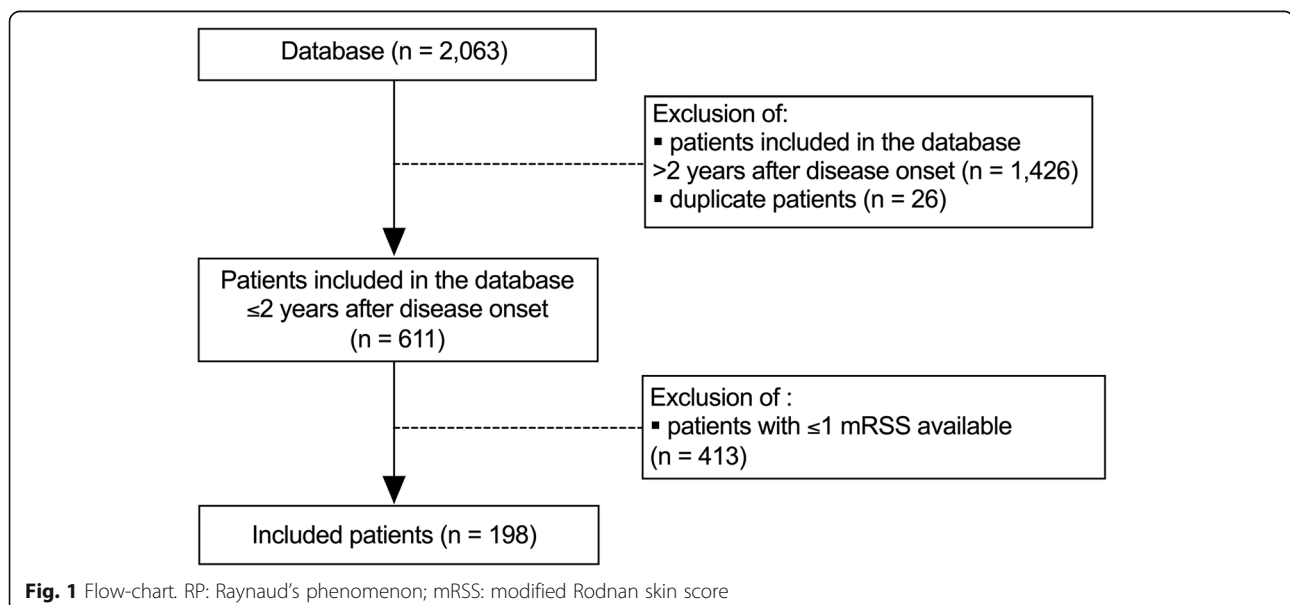 Database (n = 2,063)
Exclusion of:
▪ patients included in the database
>2 years after disease onset (n = 1,426)
▪ duplicate patients (n = 26)
Patients included in the database
≤2 years after disease onset
(n = 611)
Exclusion of :
▪ patients with ≤1 mRSS available
(n = 413)
Included patients (n = 198)
Fig. 1 Flow-chart. RP: Raynaud’s phenomenon; mRSS: modified Rodnan skin score